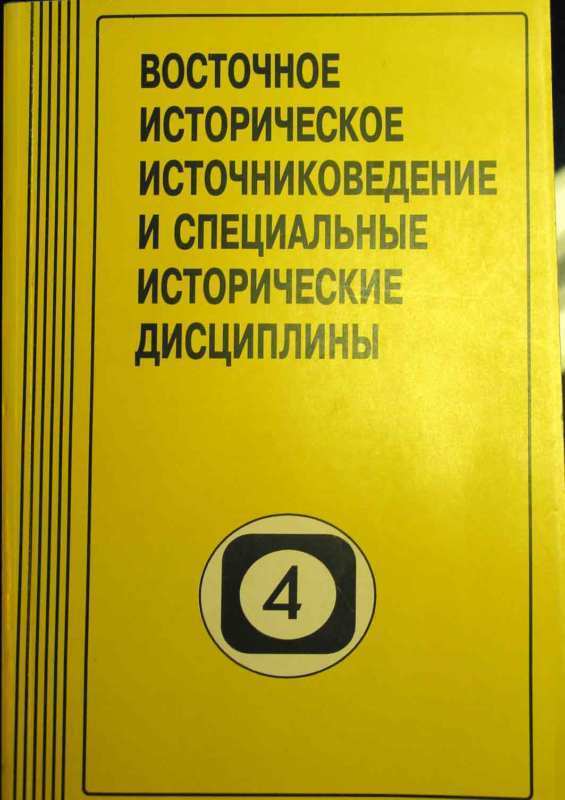 ВОСТОЧНОЕ
ИСТОРИЧЕСКОЕ
ИСТОЧНИКОВЕДЕНИЕ
И СПЕЦИАЛЬНЫЕ
ИСТОРИЧЕСКИЕ
ДИСЦИПЛИНЫ
4